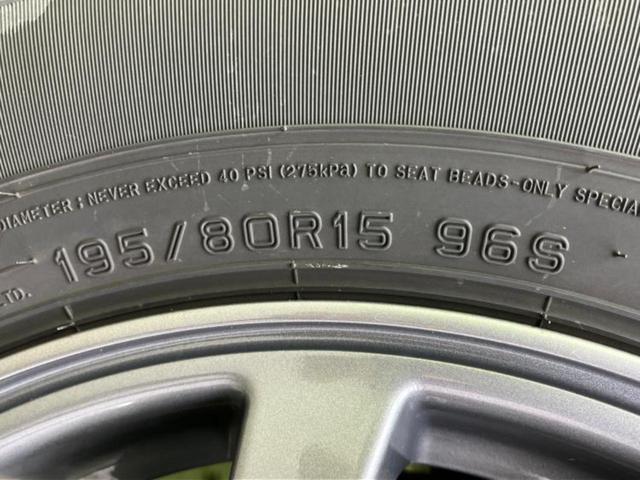 DIAMETER : NEVER EXCEED 40 PSI (275kPa) TO SEAT BEADS-ONLY SPECIA
LTD. 195/80R15 96S